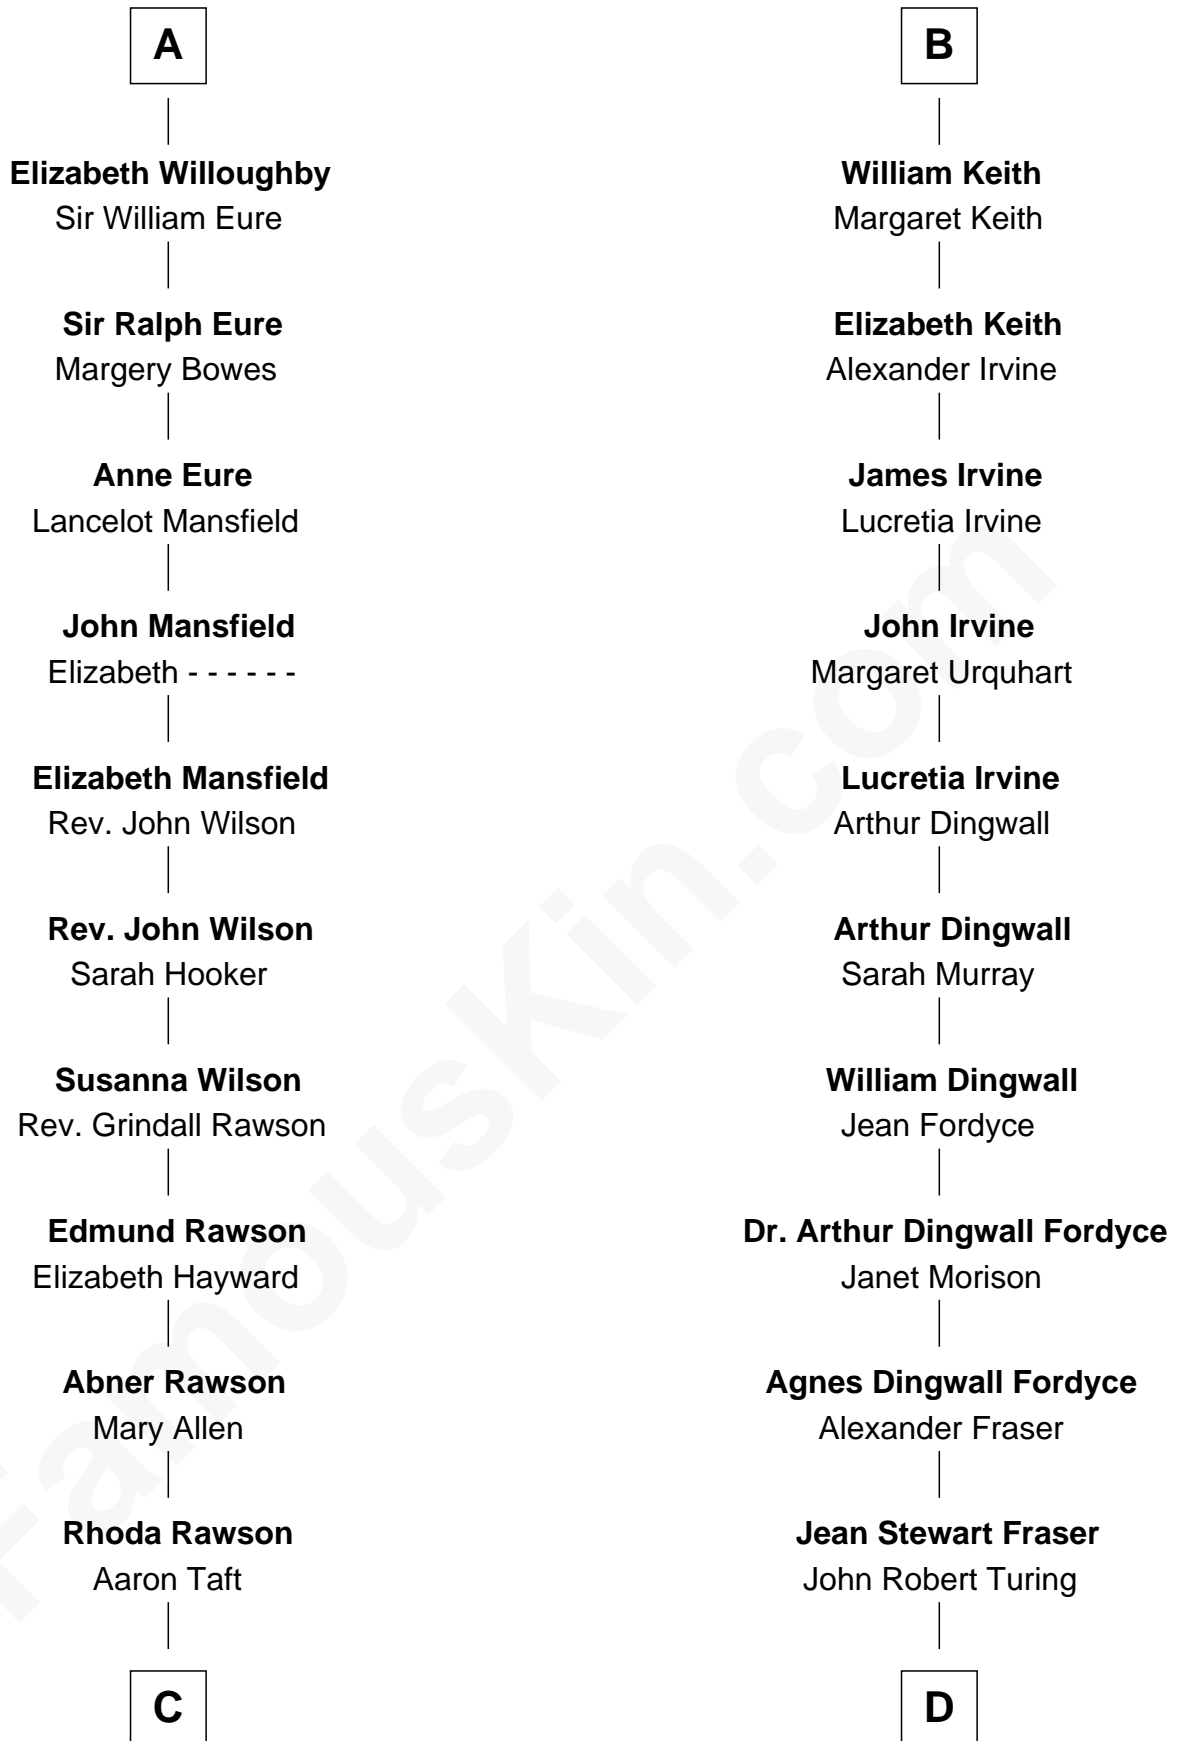 A
Elizabeth Willoughby
Sir William Eure
Sir Ralph Eure
Margery Bowes
Anne Eure
Lancelot Mansfield
John Mansfield
Elizabeth - - - - - -
Elizabeth Mansfield
Rev. John Wilson
Rev. John Wilson
Sarah Hooker
Susanna Wilson
Rev. Grindall Rawson
Edmund Rawson
Elizabeth Hayward
Abner Rawson
Mary Allen
Rhoda Rawson
Aaron Taft
C
B
William Keith
Margaret Keith
Elizabeth Keith
Alexander Irvine
James Irvine
Lucretia Irvine
John Irvine
Margaret Urquhart
Lucretia Irvine
Arthur Dingwall
Arthur Dingwall
Sarah Murray
William Dingwall
Jean Fordyce
Dr. Arthur Dingwall Fordyce
Janet Morison
Agnes Dingwall Fordyce
Alexander Fraser
Jean Stewart Fraser
John Robert Turing
D
FamousKin.com